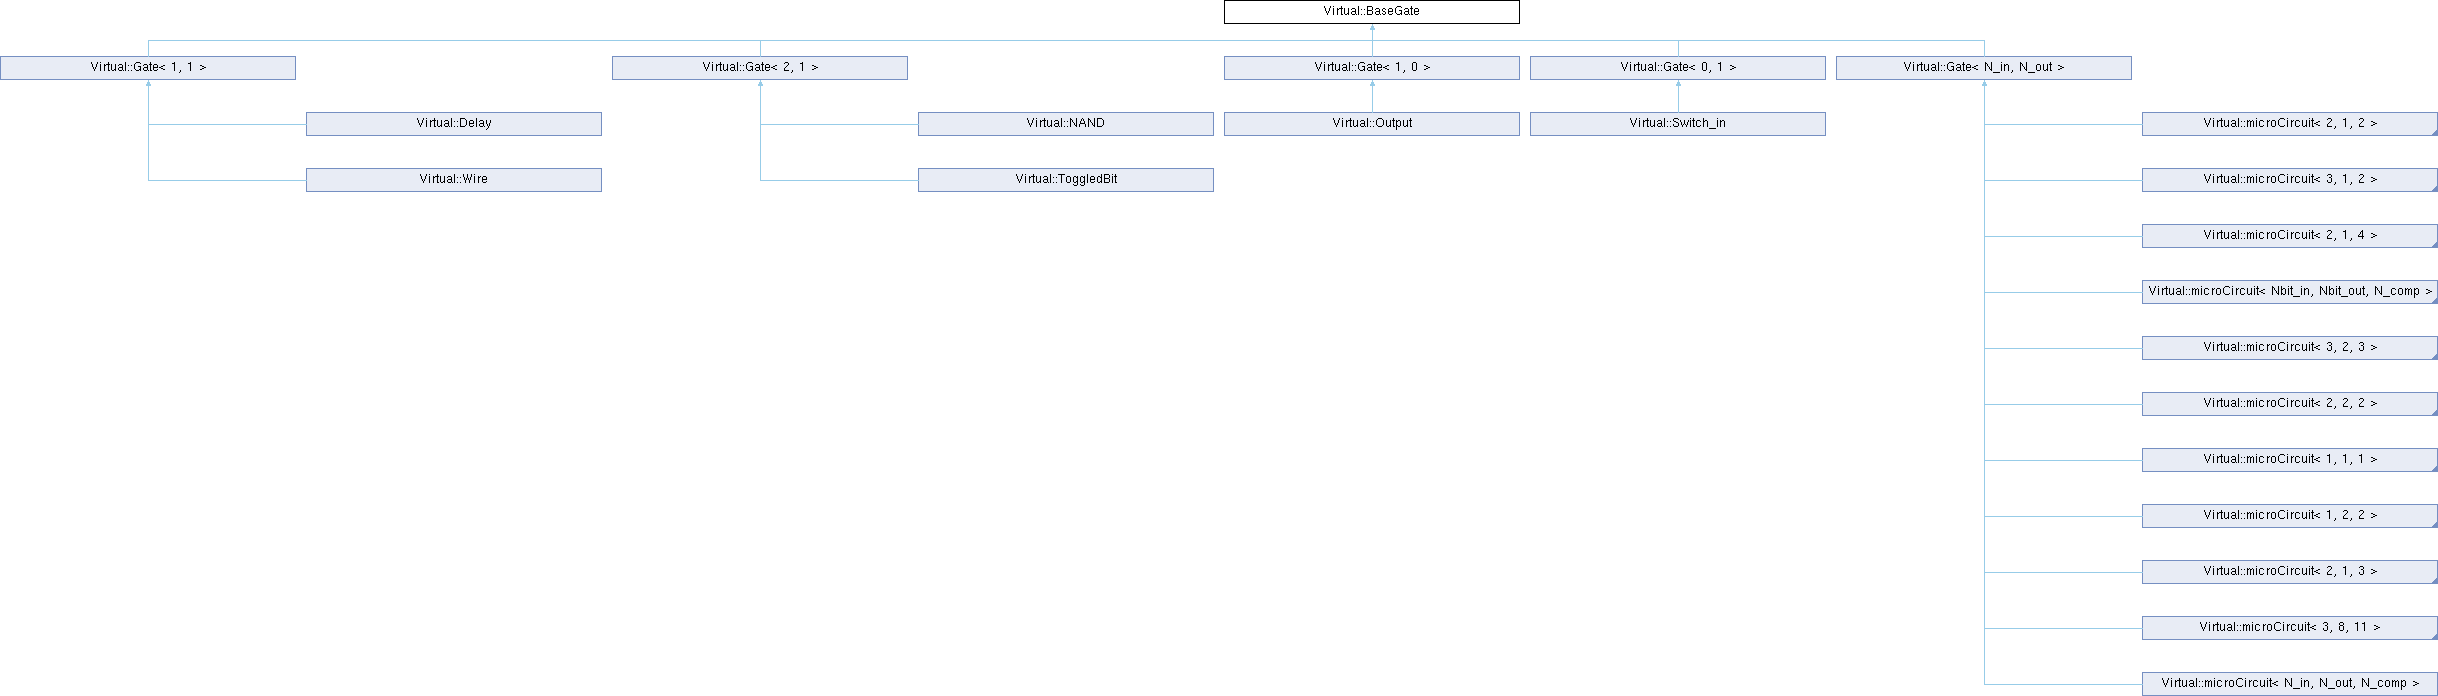 Virtual::BaseGate
Virtual::Gate< 1, 1 >
Virtual::Gate< 2, 1 >
Virtual::Gate< 1, 0 >
Virtual::Gate< 0, 1 >
Virtual::Gate< N_in, N_out >
Virtual::Delay
Virtual::NAND
Virtual::Output
Virtual::Switch_in
Virtual::microCircuit< 2, 1, 2 >
Virtual::Wire
Virtual::ToggledBit
Virtual::microCircuit< 3, 1, 2 >
Virtual::microCircuit< 2, 1, 4 >
Virtual::microCircuit< Nbit_in, Nbit_out, N_comp >
Virtual::microCircuit< 3, 2, 3 >
Virtual::microCircuit< 2, 2, 2 >
Virtual::microCircuit< 1, 1, 1 >
Virtual::microCircuit< 1, 2, 2 >
Virtual::microCircuit< 2, 1, 3 >
Virtual::microCircuit< 3, 8, 11 >
Virtual::microCircuit< N_in, N_out, N_comp >